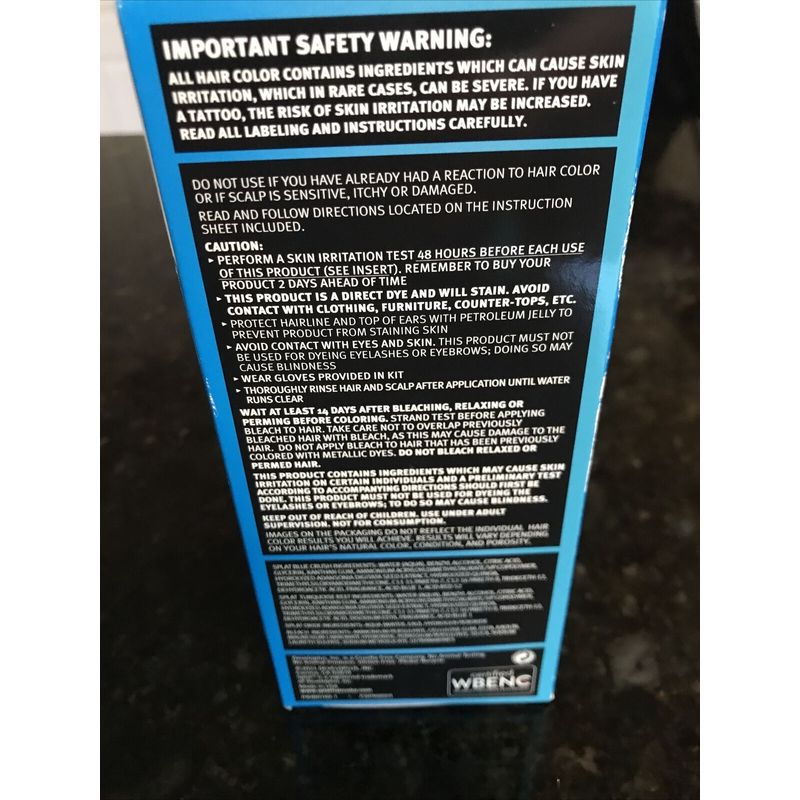 IMPORTANT SAFETY WARNING:
ALL HAIR COLOR CONTAINS INGREDIENTS WHICH CAN CAUSE SKIN
IRRITATION, WHICH IN RARE CASES, CAN BE SEVERE. IF YOU HAVE
A TATTOO, THE RISK OF SKIN IRRITATION MAY BE INCREASED.
READ ALL LABELING AND INSTRUCTIONS CAREFULLY.
DO NOT USE IF YOU HAVE ALREADY HAD A REACTION TO HAIR COLOR
OR IF SCALP IS SENSITIVE, ITCHY OR DAMAGED.
READ AND FOLLOW DIRECTIONS LOCATED ON THE INSTRUCTION
SHEET INCLUDED.
CAUTION:
▸ PERFORM A SKIN IRRITATION TEST 48 HOURS BEFORE EACH USE
OF THIS PRODUCT (SEE INSERT). REMEMBER TO BUY YOUR
PRODUCT 2 DAYS AHEAD OF TIME
▸ THIS PRODUCT IS A DIRECT DYE AND WILL STAIN. AVOID
CONTACT WITH CLOTHING, FURNITURE, COUNTER-TOPS, ETC.
▸ PROTECT HAIRLINE AND TOP OF EARS WITH PETROLEUM JELLY TO
PREVENT PRODUCT FROM STAINING SKIN
▸ AVOID CONTACT WITH EYES AND SKIN. THIS PRODUCT MUST NOT
BE USED FOR DYEING EYELASHES OR EYEBROWS; DOING SO MAY
CAUSE BLINDNESS
▸ WEAR GLOVES PROVIDED IN KIT
▸ THOROUGHLY RINSE HAIR AND SCALP AFTER APPLICATION UNTIL WATER
RUNS CLEAR
WAIT AT LEAST 14 DAYS AFTER BLEACHING, RELAXING OR
PERMING BEFORE COLORING. STRAND TEST BEFORE APPLYING
BLEACH TO HAIR. TAKE CARE NOT TO OVERLAP PREVIOUSLY
BLEACHED HAIR WITH BLEACH, AS THIS MAY CAUSE DAMAGE TO THE
HAIR. DO NOT APPLY BLEACH TO HAIR THAT HAS BEEN PREVIOUSLY
COLORED WITH METALLIC DYES. DO NOT BLEACH RELAXED OR
PERMED HAIR.
THIS PRODUCT CONTAINS INGREDIENTS WHICH MAY CAUSE SKIN
IRRITATION ON CERTAIN INDIVIDUALS AND A PRELIMINARY TEST
ACCORDING TO ACCOMPANYING DIRECTIONS SHOULD FIRST BE
DONE. THIS PRODUCT MUST NOT BE USED FOR DYEING THE
EYELASHES OR EYEBROWS; TO DO SO MAY CAUSE BLINDNESS.
KEEP OUT OF REACH OF CHILDREN. USE UNDER ADULT
SUPERVISION. NOT FOR CONSUMPTION.
IMAGES ON THE PACKAGING DO NOT REFLECT THE INDIVIDUAL HAIR
COLOR RESULTS YOU WILL ACHIEVE. RESULTS WILL VARY DEPENDING
ON YOUR HAIR'S NATURAL COLOR, CONDITION, AND POROSITY.
SPLAT BLUE CRUSH INGREDIENTS: WATER (AQUA), BENZYL ALCOHOL, CITRIC ACID,
certified
WBENC